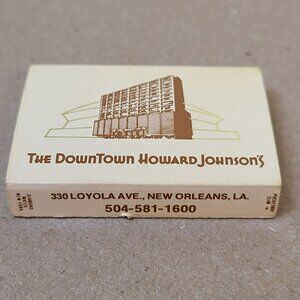 The DownTown Howard Johnson's
330 LOYOLA AVE., NEW ORLEANS, LA.
504-581-1600